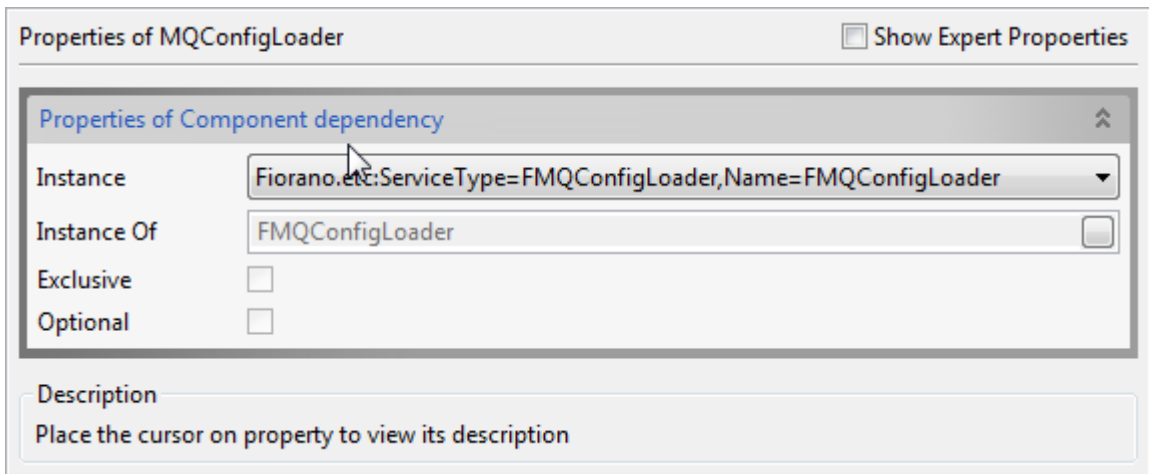 Properties of MQConfigLoader Show Expert Propoerties
Properties of Component dependency
Instance Fiorano.etc:ServiceType=FMQConfigLoader,Name=FMQConfigLoader
Instance Of FMQConfigLoader
Exclusive
Optional
Description
Place the cursor on property to view its description